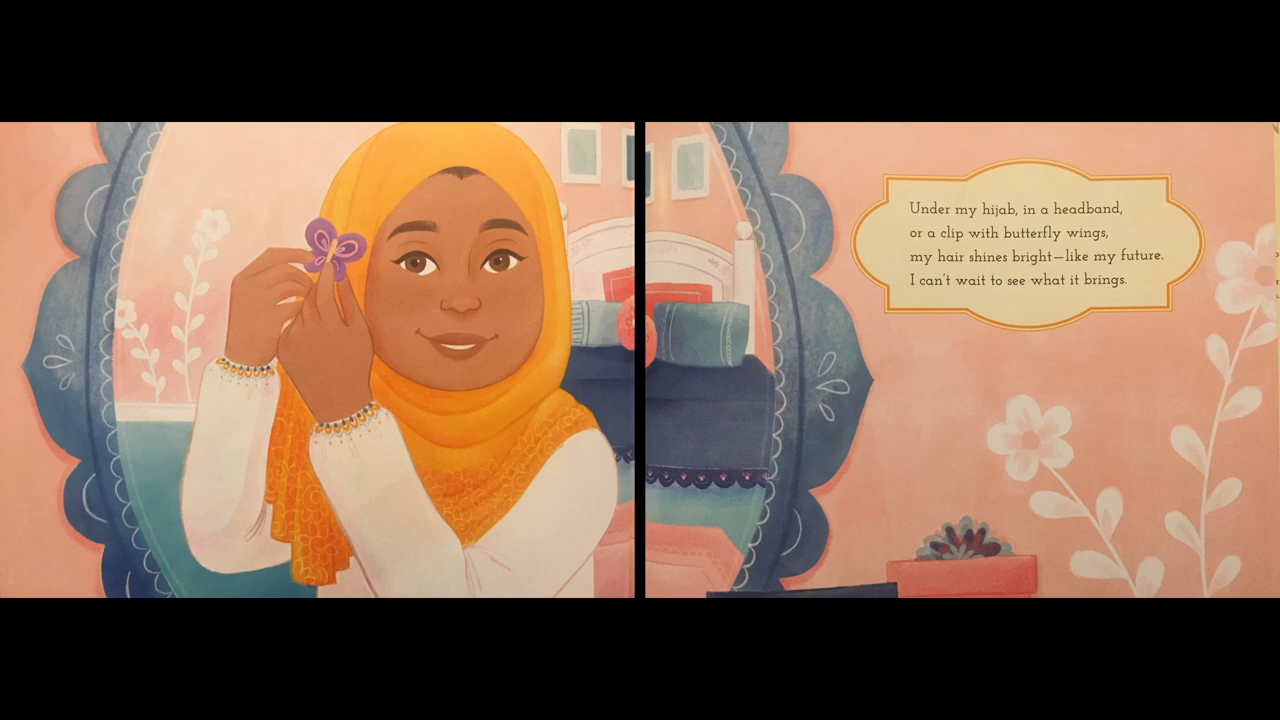 Under my hijab, in a headband,
or a clip with butterfly wings,
my hair shines bright—like my future.
I can't wait to see what it brings.